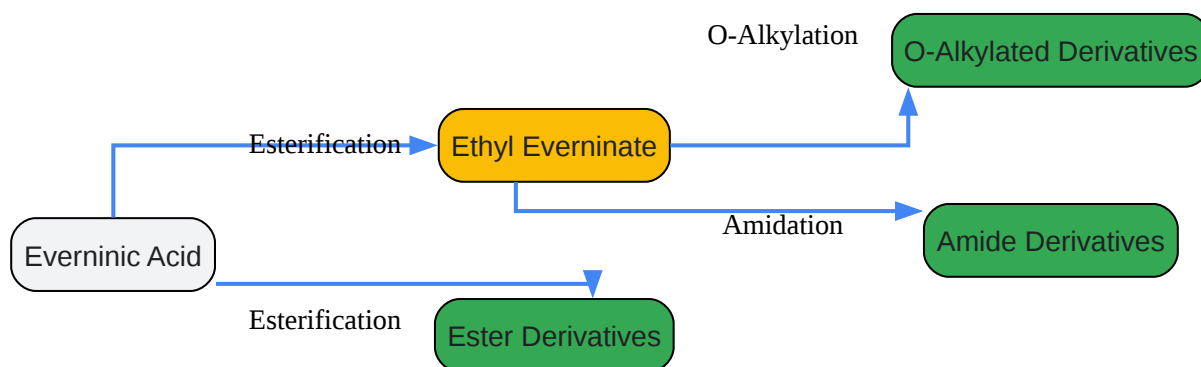 O-Alkylation
O-Alkylated Derivatives
Esterification
Ethyl Everninate
Amidation
Amide Derivatives
Everninic Acid
Esterification
Ester Derivatives